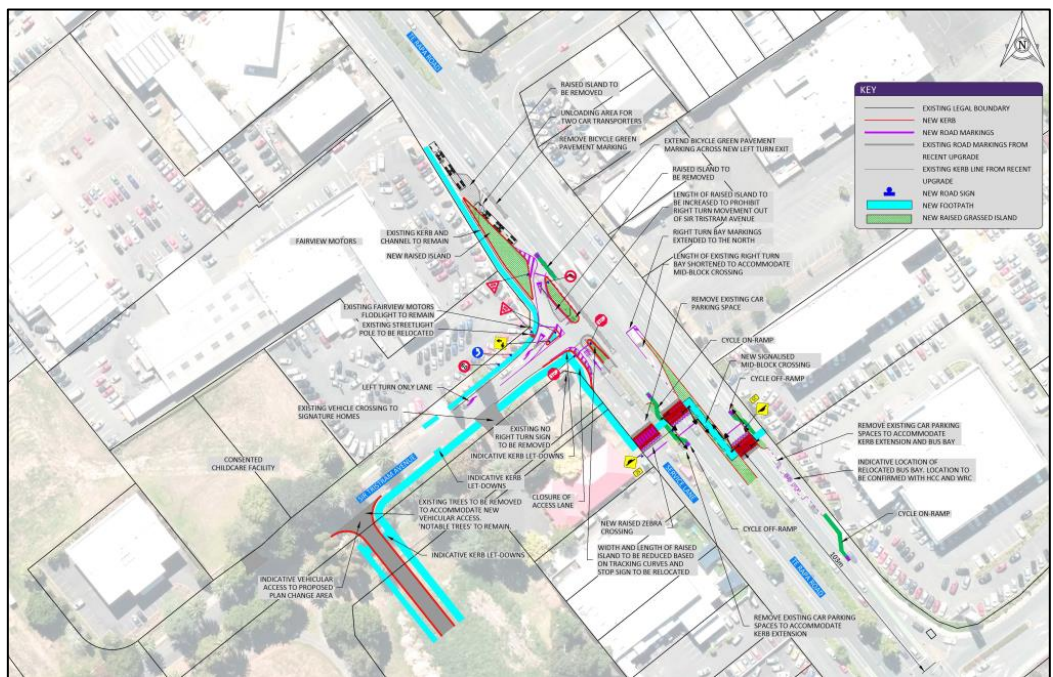 TE RAPA ROAD
N
RAISED ISLAND TO
BE REMOVED
UNLOADING AREA FOR
TWO CAR TRANSPORTERS
REMOVE BICYCLE GREEN
PAVEMENT MARKING
EXTEND BICYCLE GREEN PAVEMENT
MARKING ACROSS NEW LEFT TURN EXIT
RAISED ISLAND TO
BE REMOVED
LENGTH OF RAISED ISLAND TO
BE INCREASED TO PROHIBIT
RIGHT TURN MOVEMENT OUT
OF SIR TRISTRAM AVENUE
RIGHT TURN BAY MARKINGS
EXTENDED TO THE NORTH
LENGTH OF EXISTING RIGHT TURN
BAY SHORTENED TO ACCOMMODATE
MID-BLOCK CROSSING
REMOVE EXISTING CAR
PARKING SPACE
CYCLE ON-RAMP
NEW SIGNALISED
MID-BLOCK CROSSING
CYCLE OFF-RAMP
KEY
EXISTING LEGAL BOUNDARY
NEW KERB
NEW ROAD MARKINGS
EXISTING ROAD MARKINGS FROM
RECENT UPGRADE
EXISTING KERB LINE FROM RECENT
UPGRADE
NEW ROAD SIGN
NEW FOOTPATH
NEW RAISED GRASSED ISLAND
FAIRVIEW MOTORS
EXISTING KERB AND
CHANNEL TO REMAIN
NEW RAISED ISLAND
EXISTING FAIRVIEW MOTORS
FLODLIGHT TO REMAIN
EXISTING STREETLIGHT
POLE TO BE RELOCATED
LEFT TURN ONLY LANE
EXISTING VEHICLE CROSSING TO
SIGNATURE HOMES
EXISTING NO
RIGHT TURN SIGN
TO BE REMOVED
INDICATIVE KERB LET-DOWNS
CONSENTED
CHILDCARE FACILITY
SIR TRISTRAM AVENUE
INDICATIVE KERB
LET-DOWNS
EXISTING TREES TO BE REMOVED
TO ACCOMMODATE NEW
VEHICULAR ACCESS.
'NOTABLE TREES' TO REMAIN.
INDICATIVE KERB LET-DOWNS
INDICATIVE VEHICULAR
ACCESS TO PROPOSED
PLAN CHANGE AREA
CLOSURE OF
ACCESS LANE
SERVICE LANE
NEW RAISED ZEBRA
CROSSING
WIDTH AND LENGTH OF RAISED
ISLAND TO BE REDUCED BASED
ON TRACKING CURVES AND
STOP SIGN TO BE RELOCATED
CYCLE OFF-RAMP
REMOVE EXISTING CAR PARKING
SPACES TO ACCOMMODATE
KERB EXTENSION AND BUS BAY
INDICATIVE LOCATION OF
RELOCATED BUS BAY. LOCATION TO
BE CONFIRMED WITH HCC AND WRC
CYCLE ON-RAMP
TE RAPA ROAD
REMOVE EXISTING CAR PARKING
SPACES TO ACCOMMODATE
KERB EXTENSION